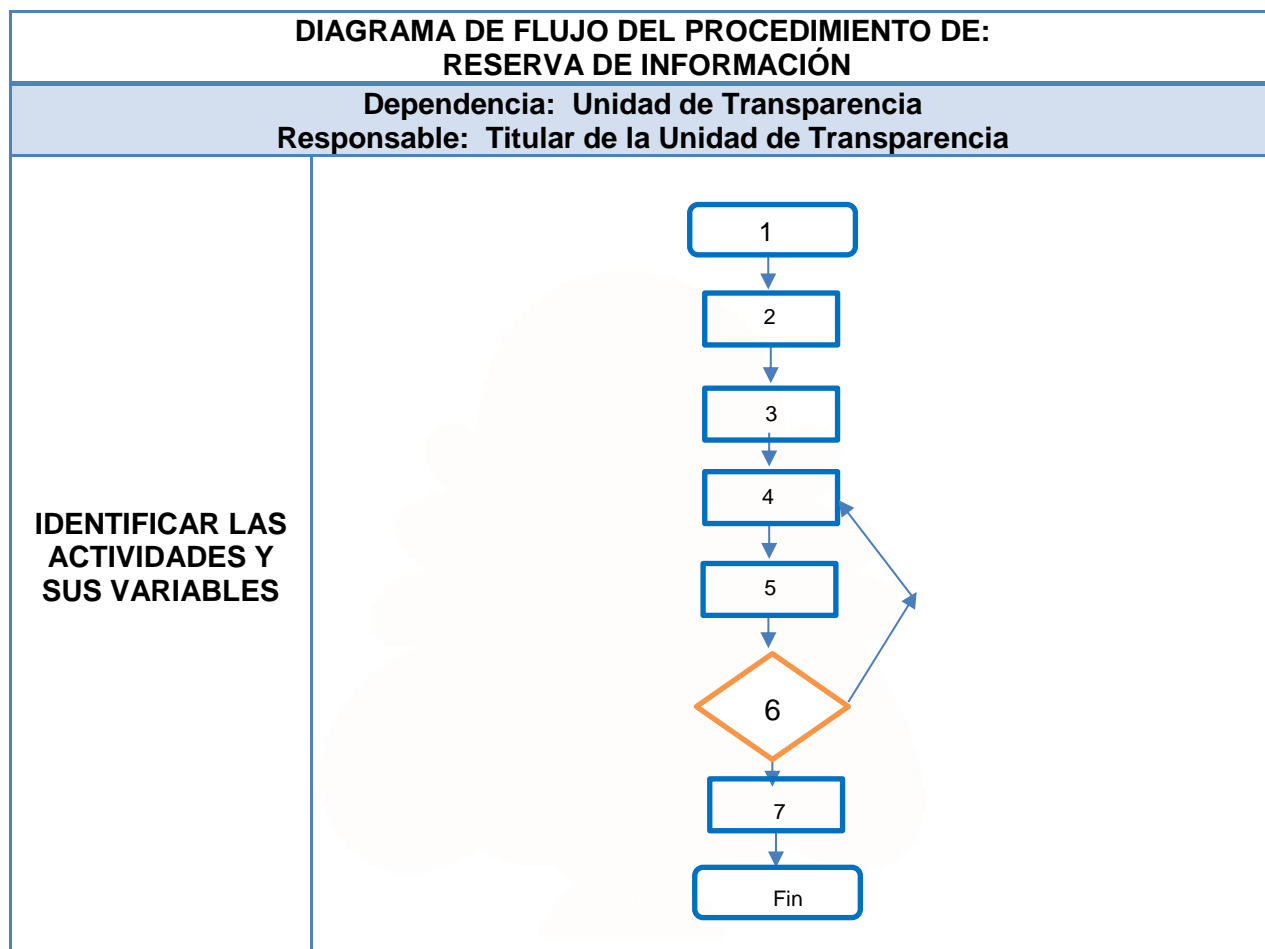 DIAGRAMA DE FLUJO DEL PROCEDIMIENTO DE:
RESERVA DE INFORMACIÓN
Dependencia: Unidad de Transparencia
Responsable: Titular de la Unidad de Transparencia
IDENTIFICAR LAS
ACTIVIDADES Y
SUS VARIABLES
1
2
3
4
5
6
7
Fin